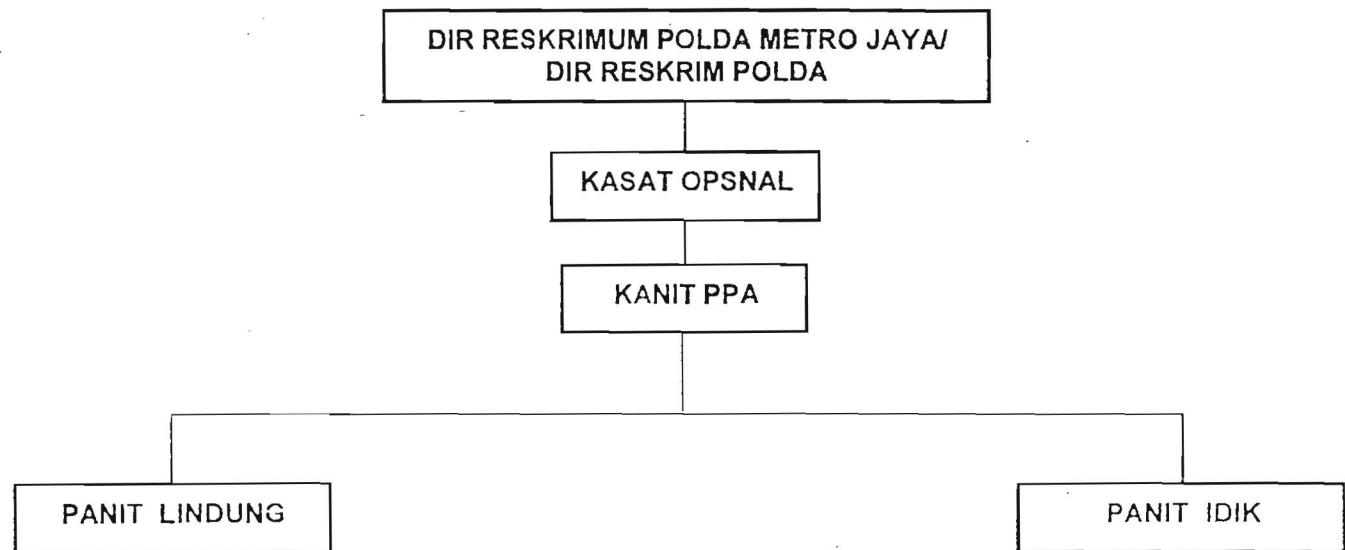 DIR RESKRIMUM POLDA METRO JAYA/
DIR RESKRIM POLDA
KASAT OPSNAL
KANIT PPA
PANIT LINDUNG
PANIT IDIK